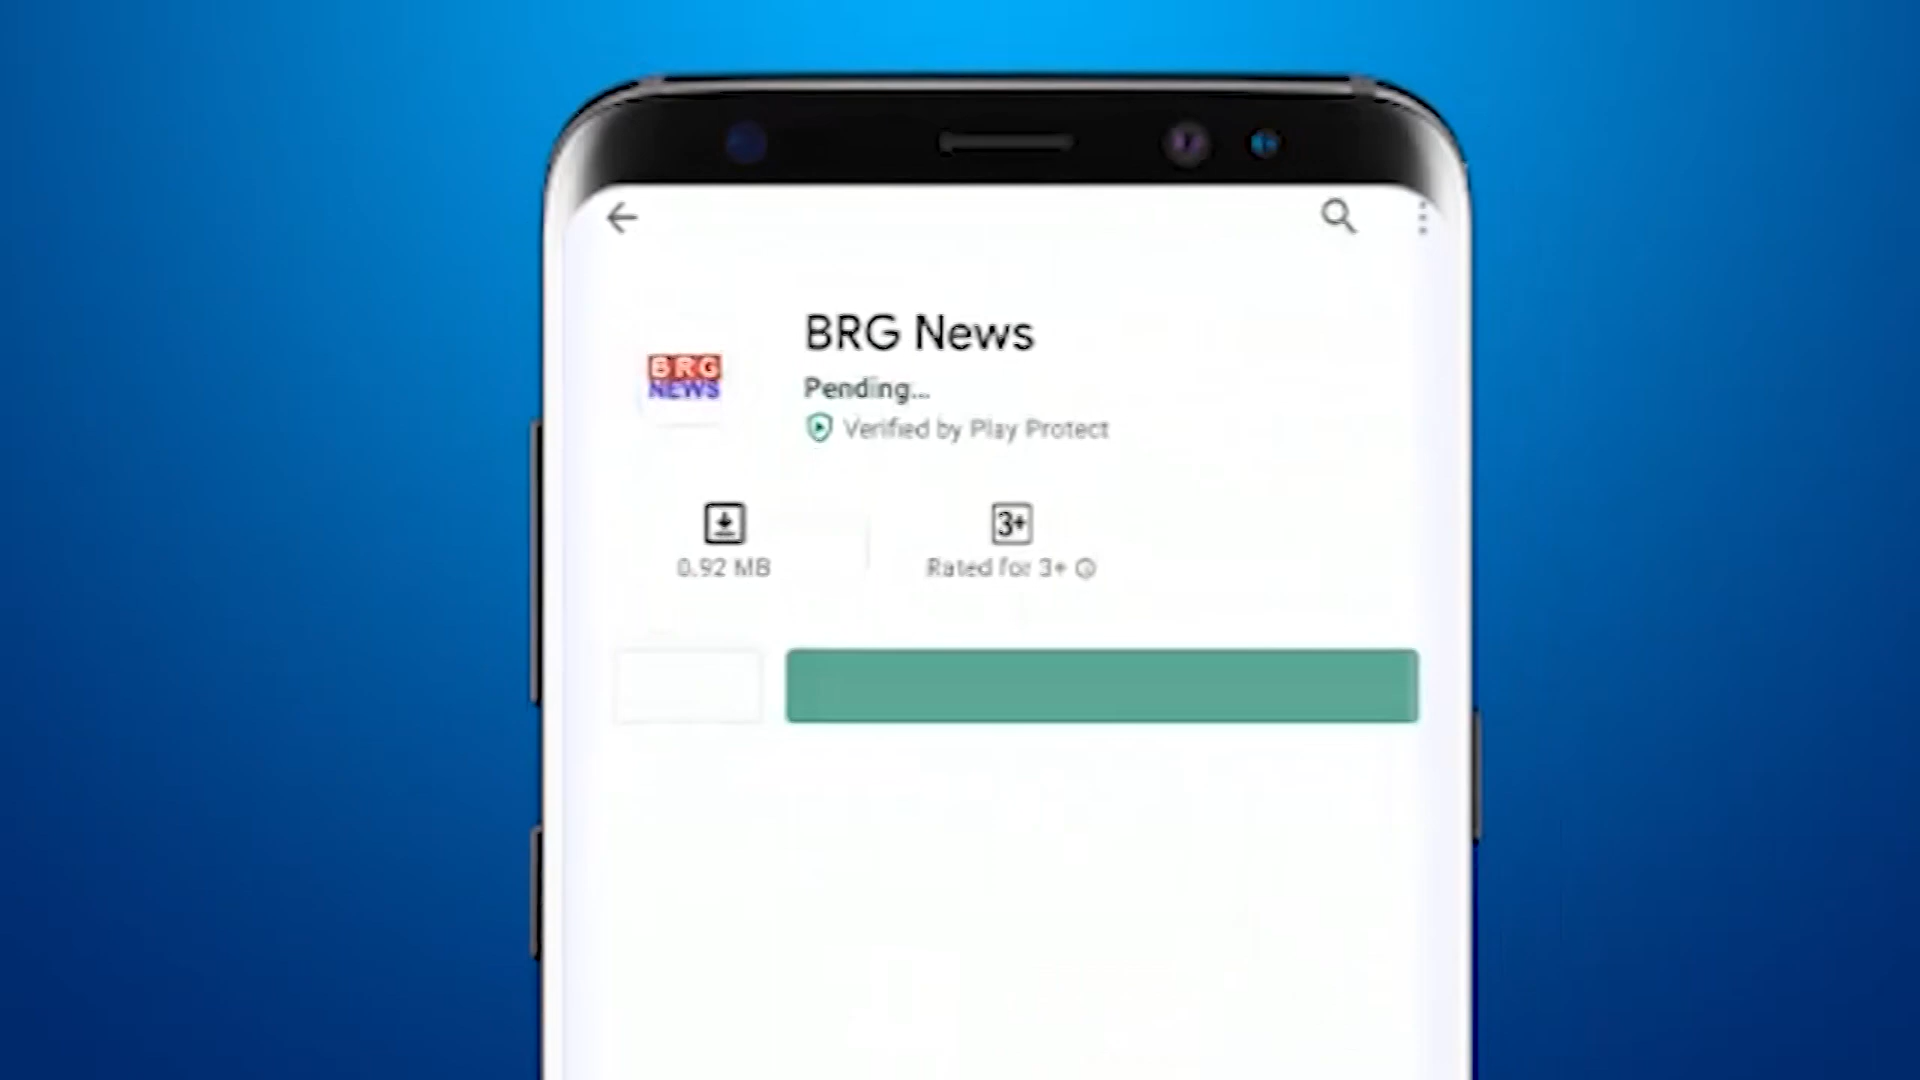 BRG News
BRG
NEWS
Pending...
Verified by Play Protect
3+
0.92 MB
Rated for 3+